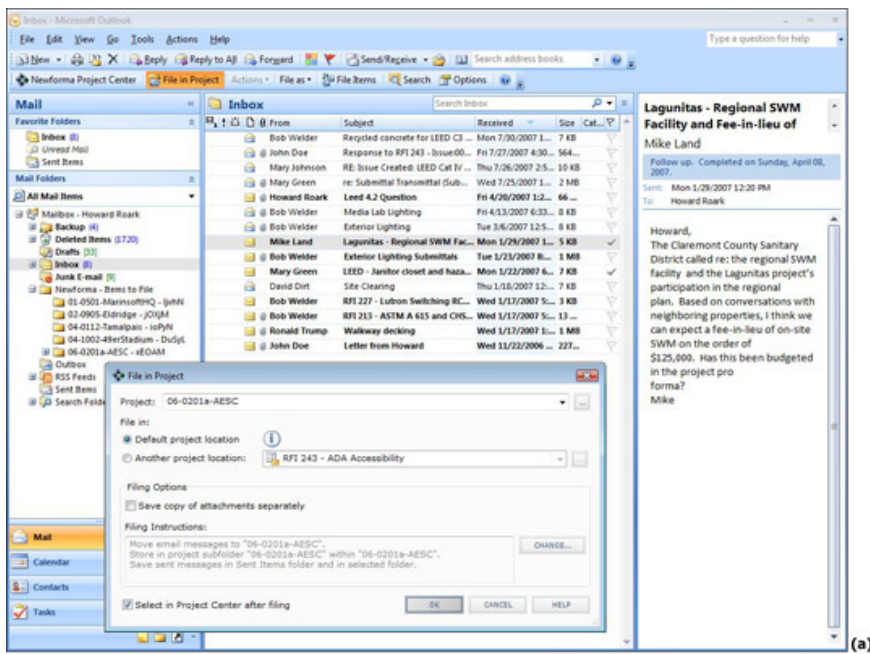 Inbox - Microsoft Outlook
File Edit View Go Tools Actions Help
Type a question for help
New Reply Reply to All Forward Send/Receive Search address books
Newforma Project Center File in Project Actions File as File Items Search Options
Mail
Favorite Folders
Inbox (8)
Unread Mail
Sent Items
Mail Folders
All Mail Items
Mailbox - Howard Roark
Backup (4)
Deleted Items (1720)
Drafts [33]
Inbox (8)
Junk E-mail [9]
Newforma - Items to File
01-0501-MarinsoftHQ - IjvhN
02-0905-Eldridge - jOXjM
04-0112-Tamalpais - ioPyN
04-1002-49erStadium - DuSyL
06-0201a-AESC - xEOAM
Outbox
RSS Feeds
Sent Items
Search Folde
Mail
Calendar
Contacts
Tasks
Inbox
Search Inbox
From Subject Received Size Cat...
Bob Welder Recycled concrete for LEED C3 ... Mon 7/30/2007 1... 7 KB
John Doe Response to RFI 243 - Issue:00... Fri 7/27/2007 4:30... 564...
Mary Johnson RE: Issue Created: LEED Cat IV ... Thu 7/26/2007 2:5... 10 KB
Mary Green re: Submittal Transmittal (Sub... Wed 7/25/2007 1... 2 MB
Howard Roark Leed 4.2 Question Fri 4/20/2007 1:2... 66 ...
Bob Welder Media Lab Lighting Fri 4/13/2007 6:33... 8 KB
Bob Welder Exterior Lighting Tue 3/6/2007 12:5... 8 KB
Mike Land Lagunitas - Regional SWM Fac... Mon 1/29/2007 1... 5 KB
Bob Welder Exterior Lighting Submittals Tue 1/23/2007 8:... 1 MB
Mary Green LEED - Janitor closet and haza... Mon 1/22/2007 6... 7 KB
David Dirt Site Clearing Thu 1/18/2007 12:... 7 KB
Bob Welder RFI 227 - Lutron Switching RC... Wed 1/17/2007 5:... 3 KB
Bob Welder RFI 213 - ASTM A 615 and CHS... Wed 1/17/2007 5:... 13 ...
Ronald Trump Walkway decking Wed 1/17/2007 1:... 1 MB
John Doe Letter from Howard Wed 11/22/2006 ... 227...
Lagunitas - Regional SWM
Facility and Fee-in-lieu of
Mike Land
Follow up. Completed on Sunday, April 08,
2007.
Sent: Mon 1/29/2007 12:20 PM
To: Howard Roark
Howard,
The Claremont County Sanitary
District called re: the regional SWM
facility and the Lagunitas project's
participation in the regional
plan. Based on conversations with
neighboring properties, I think we
can expect a fee-in-lieu of on-site
SWM on the order of
$125,000. Has this been budgeted
in the project pro
forma?
Mike
File in Project
Project: 06-0201a-AESC
File in:
Default project location
Another project location: RFI 243 - ADA Accessibility
Filing Options
Save copy of attachments separately
Filing Instructions:
Move email messages to "06-0201a-AESC".
Store in project subfolder "06-0201a-AESC" within "06-0201a-AESC".
Save sent messages in Sent Items folder and in selected folder.
CHANGE...
Select in Project Center after filing
OK CANCEL HELP
(a)